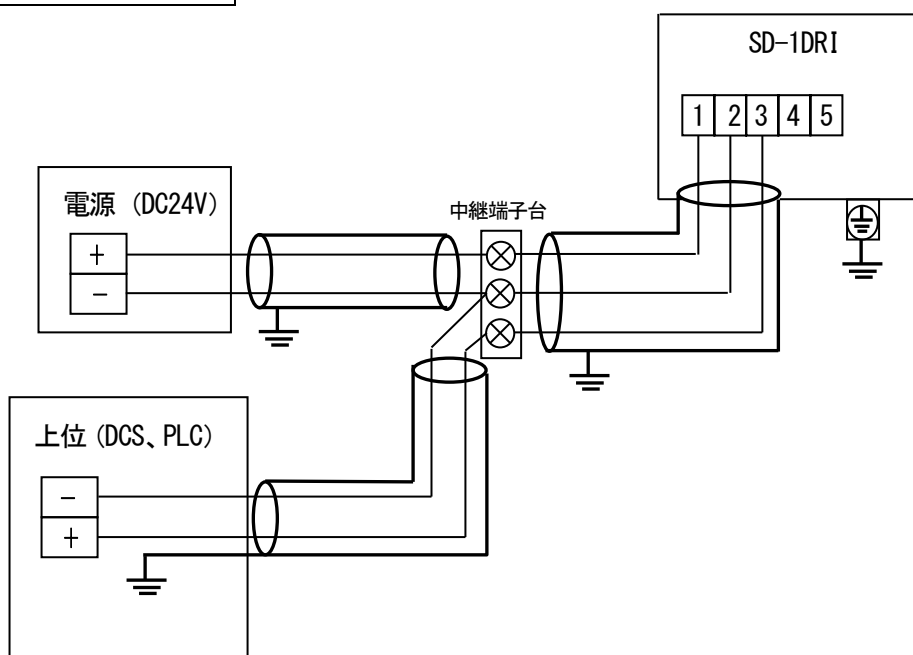 SD-1DRI
1 2 3 4 5
電源 (DC24V)
+
-
中継端子台
上位 (DCS、PLC)
-
+